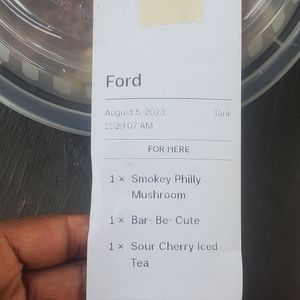 Ford
August 5, 2023 Tarik
11:29:07 AM
FOR HERE
1 × Smokey Philly
Mushroom
1 × Bar- Be- Cute
1 × Sour Cherry Iced
Tea